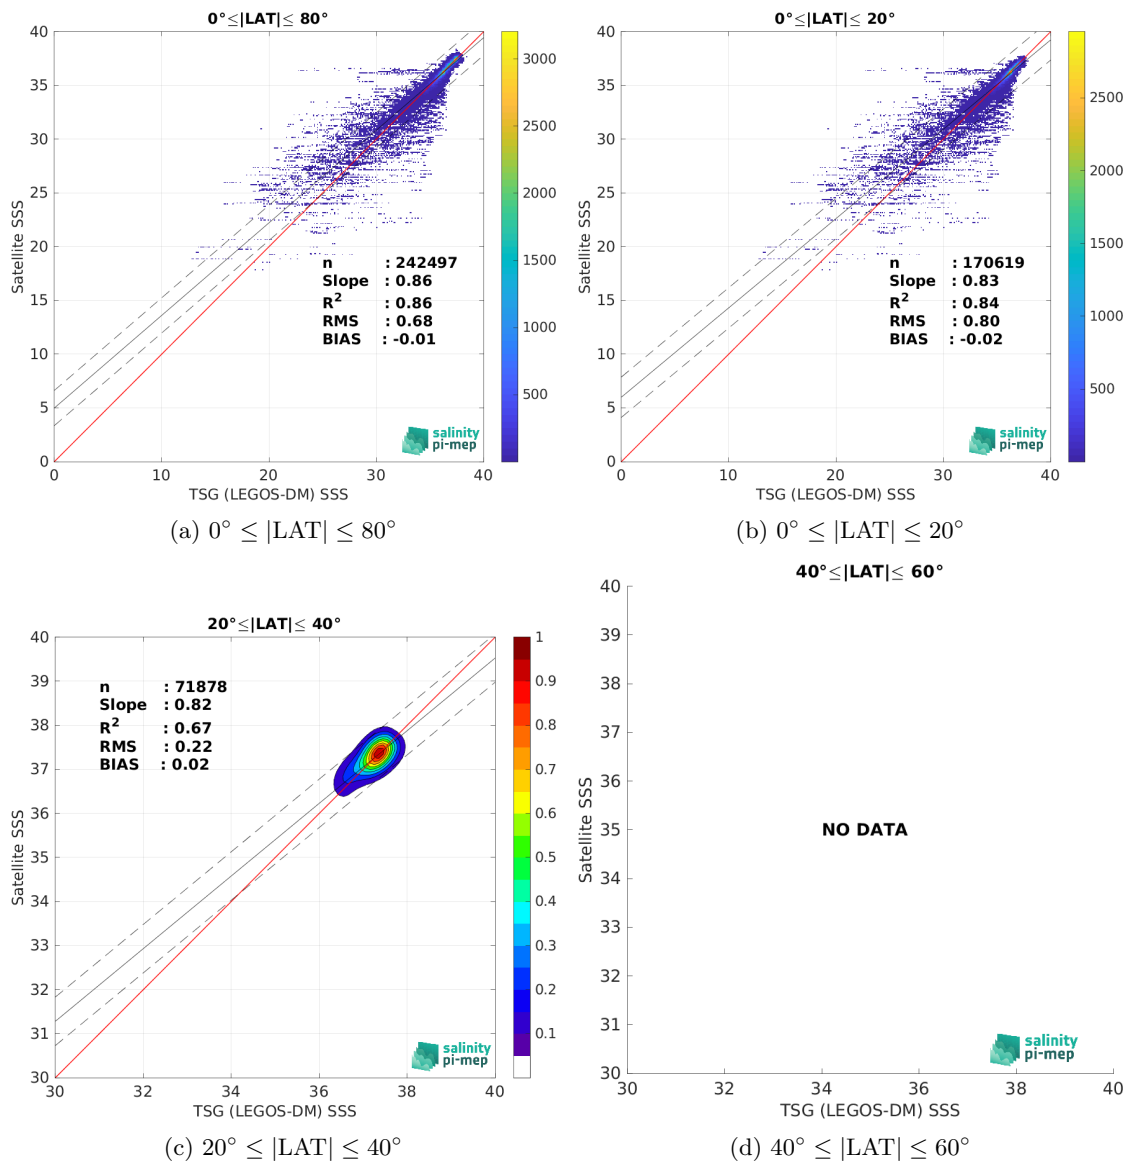 0°≤|LAT|≤ 80°
40
35
30
25
20
15
10
5
0
Satellite SSS
n : 242497
Slope : 0.86
R² : 0.86
RMS : 0.68
BIAS : -0.01
salinity
pi-mep
0 10 20 30 40
TSG (LEGOS-DM) SSS
3000
2500
2000
1500
1000
500
(a) 0° ≤ |LAT| ≤ 80°
0°≤|LAT|≤ 20°
40
35
30
25
20
15
10
5
0
Satellite SSS
n : 170619
Slope : 0.83
R² : 0.84
RMS : 0.80
BIAS : -0.02
salinity
pi-mep
0 10 20 30 40
TSG (LEGOS-DM) SSS
2500
2000
1500
1000
500
(b) 0° ≤ |LAT| ≤ 20°
20°≤|LAT|≤ 40°
40
39
38
37
36
35
34
33
32
31
30
Satellite SSS
n : 71878
Slope : 0.82
R² : 0.67
RMS : 0.22
BIAS : 0.02
salinity
pi-mep
30 32 34 36 38 40
TSG (LEGOS-DM) SSS
1
0.9
0.8
0.7
0.6
0.5
0.4
0.3
0.2
0.1
(c) 20° ≤ |LAT| ≤ 40°
40°≤|LAT|≤ 60°
40
39
38
37
36
35
34
33
32
31
30
Satellite SSS
NO DATA
salinity
pi-mep
30 32 34 36 38 40
TSG (LEGOS-DM) SSS
(d) 40° ≤ |LAT| ≤ 60°